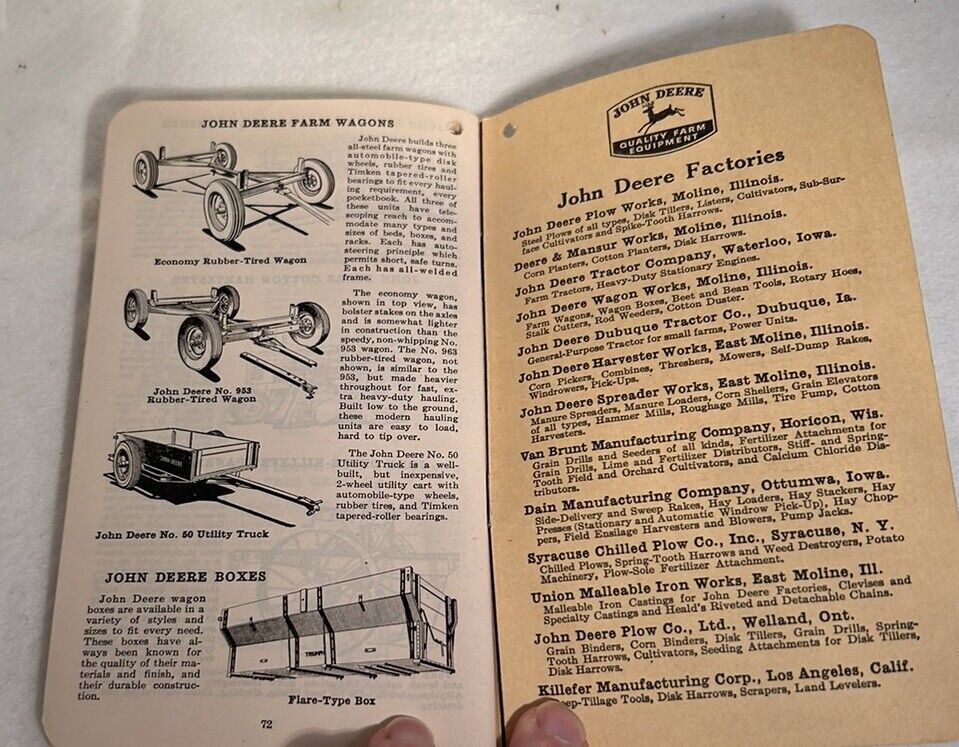 JOHN DEERE FARM WAGONS
John Deere builds three
all-steel farm wagons with
automobile-type disk
wheels, rubber tires and
Timken tapered-roller
bearings to fit every haul-
ing requirement, every
pocketbook. All three of
these units have tele-
scoping reach to accom-
modate many types and
sizes of beds, boxes, and
racks. Each has auto-
steering principle which
permits short, safe turns.
Each has all-welded
frame.
Economy Rubber-Tired Wagon
The economy wagon,
shown in top view, has
bolster stakes on the axles
and is somewhat lighter
in construction than the
speedy, non-whipping No.
953 wagon. The No. 963
rubber-tired wagon, not
shown, is similar to the
953, but made heavier
throughout for fast, ex-
tra heavy-duty hauling.
Built low to the ground,
these modern hauling
units are easy to load,
hard to tip over.
John Deere No. 953
Rubber-Tired Wagon
The John Deere No. 50
Utility Truck is a well-
built, but inexpensive,
2-wheel utility cart with
automobile-type wheels,
rubber tires, and Timken
tapered-roller bearings.
JOHN DEERE
John Deere No. 50 Utility Truck
JOHN DEERE BOXES
John Deere wagon
boxes are available in a
variety of styles and
sizes to fit every need.
These boxes have al-
ways been known for
the quality of their ma-
terials and finish, and
their durable construc-
tion.
Flare-Type Box
72
JOHN DEERE
QUALITY FARM
EQUIPMENT
John Deere Factories
John Deere Plow Works, Moline, Illinois.
Steel Plows of all types, Disk Tillers, Listers, Cultivators, Sub-Sur-
face Cultivators and Spike-Tooth Harrows.
Deere & Mansur Works, Moline, Illinois.
Corn Planters, Cotton Planters, Disk Harrows.
John Deere Tractor Company, Waterloo, Iowa.
Farm Tractors, Heavy-Duty Stationary Engines.
John Deere Wagon Works, Moline, Illinois.
Farm Wagons, Wagon Boxes, Beet and Bean Tools, Rotary Hoes,
Stalk Cutters, Rod Weeders, Cotton Duster.
John Deere Dubuque Tractor Co., Dubuque, Ia.
General-Purpose Tractor for small farms, Power Units.
John Deere Harvester Works, East Moline, Illinois.
Corn Pickers, Combines, Threshers, Mowers, Self-Dump Rakes,
Windrowers, Pick-Ups.
John Deere Spreader Works, East Moline, Illinois.
Manure Spreaders, Manure Loaders, Corn Shellers, Grain Elevators
of all types, Hammer Mills, Roughage Mills, Tire Pump, Cotton
Harvesters.
Van Brunt Manufacturing Company, Horicon, Wis.
Grain Drills and Seeders of all kinds, Fertilizer Attachments for
Grain Drills, Lime and Fertilizer Distributors, Stiff- and Spring-
Tooth Field and Orchard Cultivators, and Calcium Chloride Dis-
tributors.
Dain Manufacturing Company, Ottumwa, Iowa.
Side-Delivery and Sweep Rakes, Hay Loaders, Hay Stackers, Hay
Presses (Stationary and Automatic Windrow Pick-Up), Hay Chop-
pers, Field Ensilage Harvesters and Blowers, Pump Jacks.
Syracuse Chilled Plow Co., Inc., Syracuse, N. Y.
Chilled Plows, Spring-Tooth Harrows and Weed Destroyers, Potato
Machinery, Plow-Sole Fertilizer Attachment.
Union Malleable Iron Works, East Moline, Ill.
Malleable Iron Castings for John Deere Factories, Clevises and
Specialty Castings and Heald's Riveted and Detachable Chains.
John Deere Plow Co., Ltd., Welland, Ont.
Grain Binders, Corn Binders, Disk Tillers, Grain Drills, Spring-
Tooth Harrows, Cultivators, Seeding Attachments for Disk Tillers,
Disk Harrows.
Killefer Manufacturing Corp., Los Angeles, Calif.
eep-Tillage Tools, Disk Harrows, Scrapers, Land Levelers.